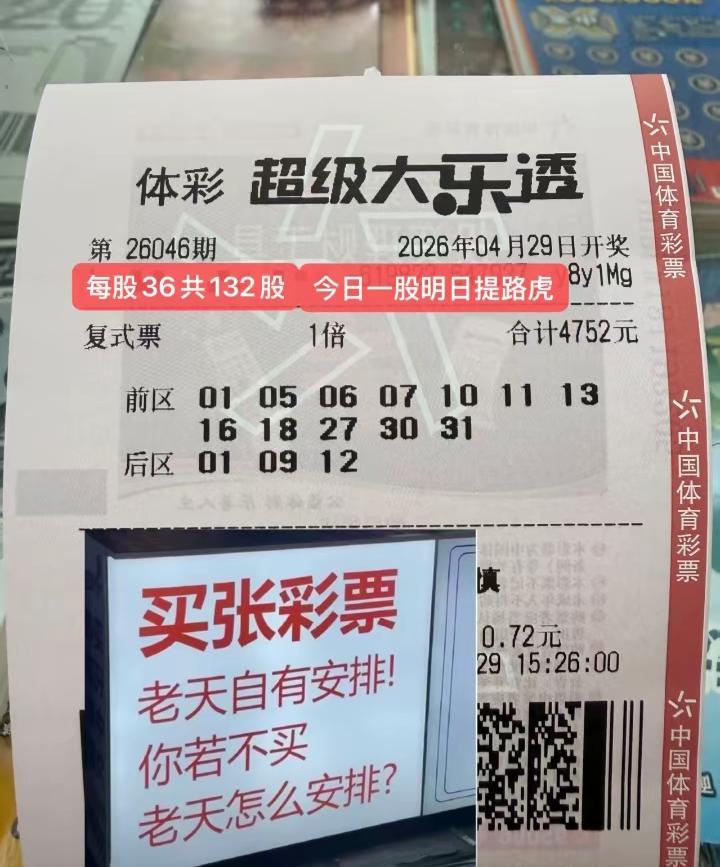 体彩 超级大乐透
第 26046期 2026年04月29日开奖
y8y1Mg
每股36共132股 今日一股明日提路虎
复式票 1倍 合计4752元
前区 01 05 06 07 10 11 13
16 18 27 30 31
后区 01 09 12
买张彩票
老天自有安排!
你若不买
老天怎么安排?
慎
0.72元
29 15:26:00
中国体育彩票
中国体育彩票
中国体育彩票